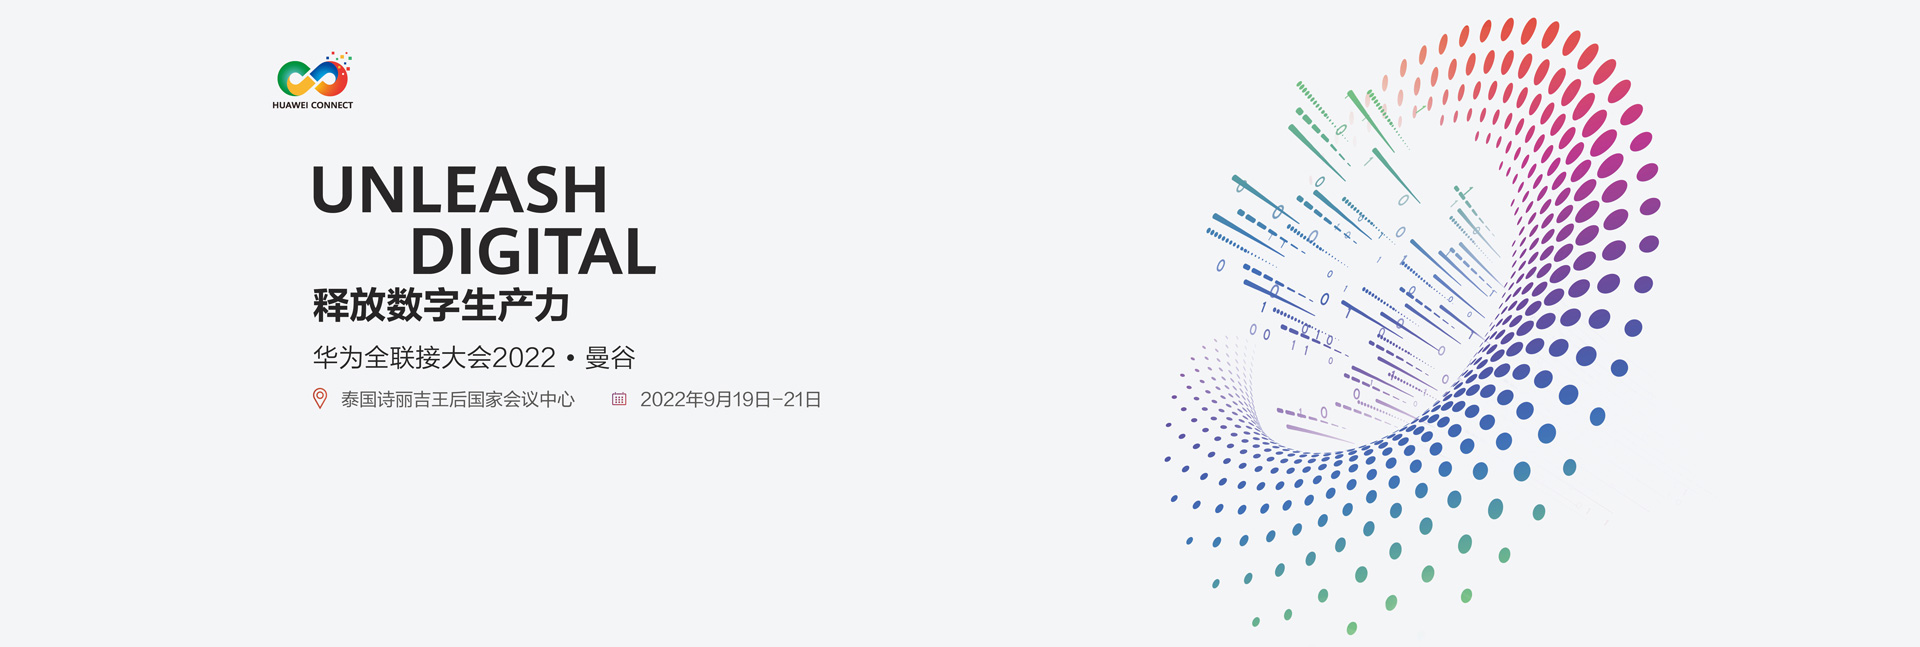 HUAWEI CONNECT
UNLEASH
DIGITAL
释放数字生产力
华为全联接大会2022 • 曼谷
泰国诗丽吉王后国家会议中心 2022年9月19日-21日